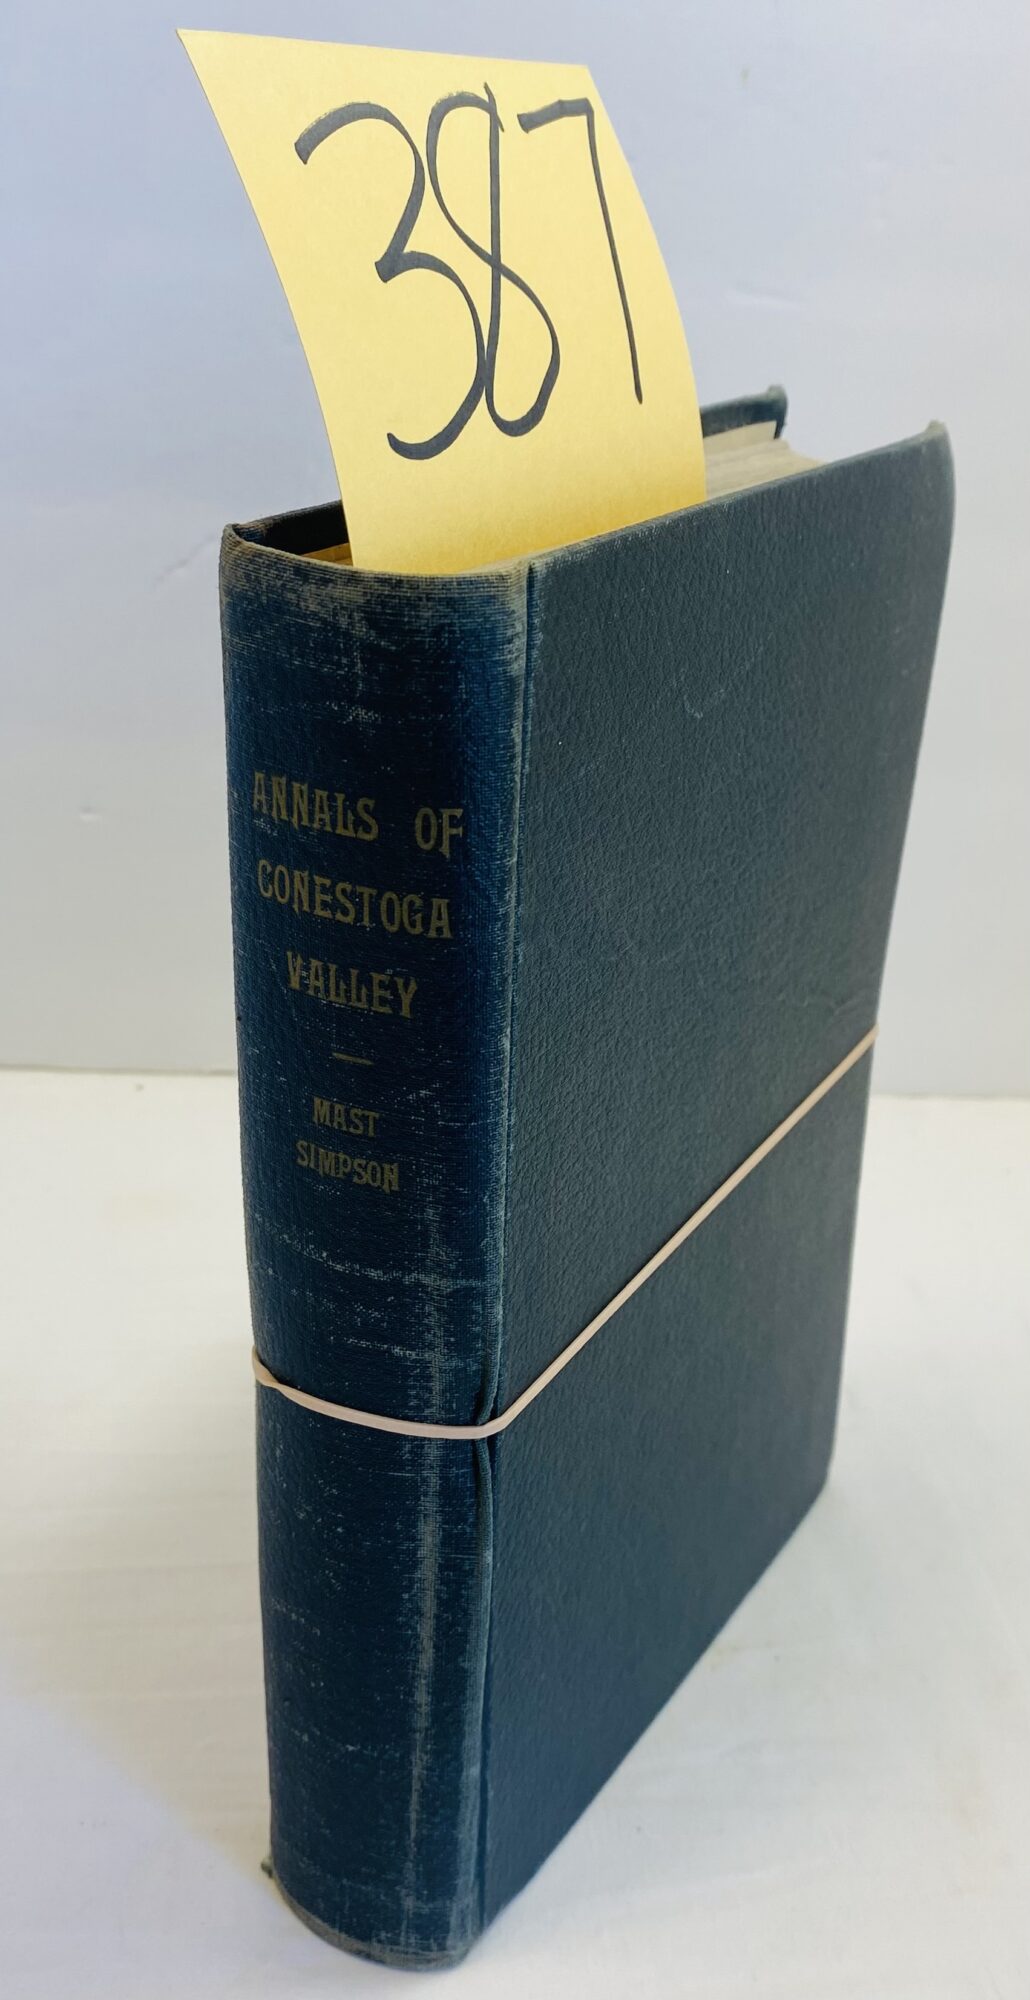 387
ANNALS OF
CONESTOGA
VALLEY
MAST
SIMPSON